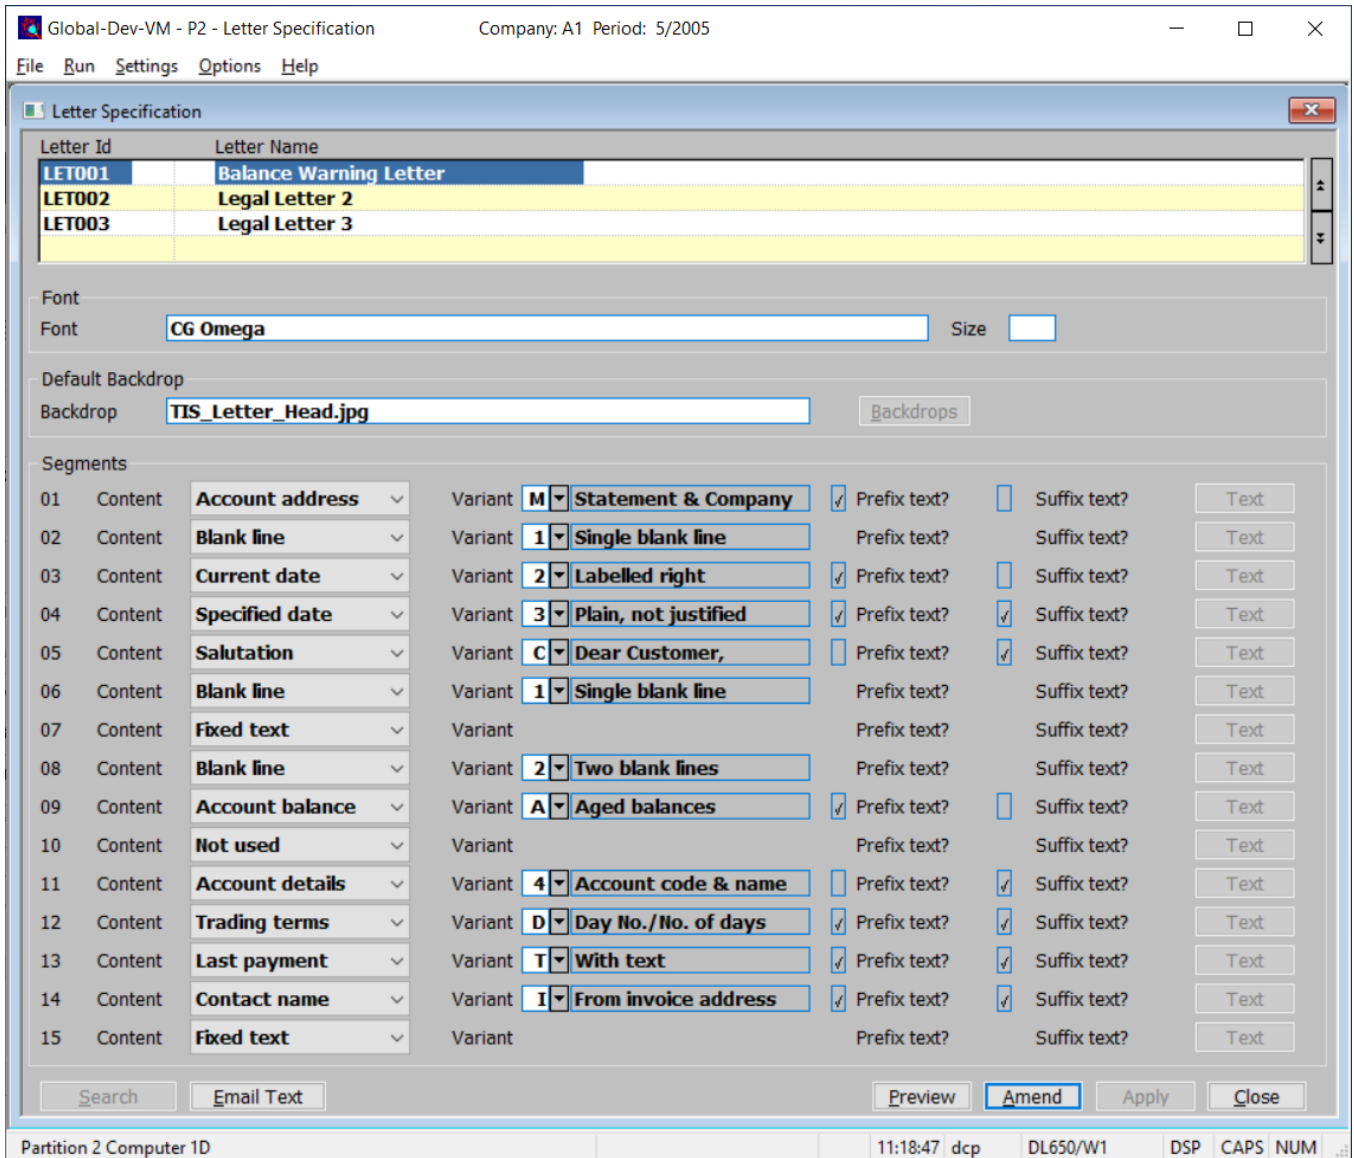 Global-Dev-VM - P2 - Letter Specification Company: A1 Period: 5/2005
File Run Settings Options Help
Letter Specification
Letter Id Letter Name
LET001 Balance Warning Letter
LET002 Legal Letter 2
LET003 Legal Letter 3
Font
Font CG Omega Size
Default Backdrop
Backdrop TIS_Letter_Head.jpg Backdrops
Segments
01 Content Account address Variant M Statement & Company Prefix text? Suffix text? Text
02 Content Blank line Variant 1 Single blank line Prefix text? Suffix text? Text
03 Content Current date Variant 2 Labelled right Prefix text? Suffix text? Text
04 Content Specified date Variant 3 Plain, not justified Prefix text? Suffix text? Text
05 Content Salutation Variant C Dear Customer, Prefix text? Suffix text? Text
06 Content Blank line Variant 1 Single blank line Prefix text? Suffix text? Text
07 Content Fixed text Variant Prefix text? Suffix text? Text
08 Content Blank line Variant 2 Two blank lines Prefix text? Suffix text? Text
09 Content Account balance Variant A Aged balances Prefix text? Suffix text? Text
10 Content Not used Variant Prefix text? Suffix text? Text
11 Content Account details Variant 4 Account code & name Prefix text? Suffix text? Text
12 Content Trading terms Variant D Day No./No. of days Prefix text? Suffix text? Text
13 Content Last payment Variant T With text Prefix text? Suffix text? Text
14 Content Contact name Variant I From invoice address Prefix text? Suffix text? Text
15 Content Fixed text Variant Prefix text? Suffix text? Text
Search Email Text Preview Amend Apply Close
Partition 2 Computer 1D 11:18:47 dcp DL650/W1 DSP CAPS NUM